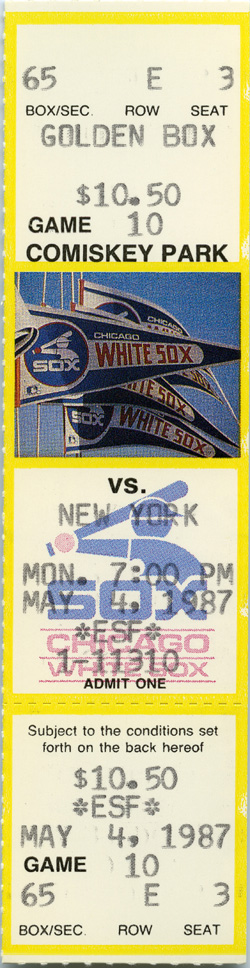 65 E 3
BOX/SEC. ROW SEAT
GOLDEN BOX
$10.50
GAME 10
COMISKEY PARK
CHICAGO
CHICAGO
SOX WHITE SOX
WHITE SOX
SOX WHITE SOX
VS.
NEW YORK
MON. 7:00 PM
MAY 4, 1987
SOX
*ESF*
CHICAGO
1-11310
WHITE SOX
ADMIT ONE
Subject to the conditions set
forth on the back hereof
$10.50
*ESF*
MAY 4, 1987
GAME 10
65 E 3
BOX/SEC. ROW SEAT